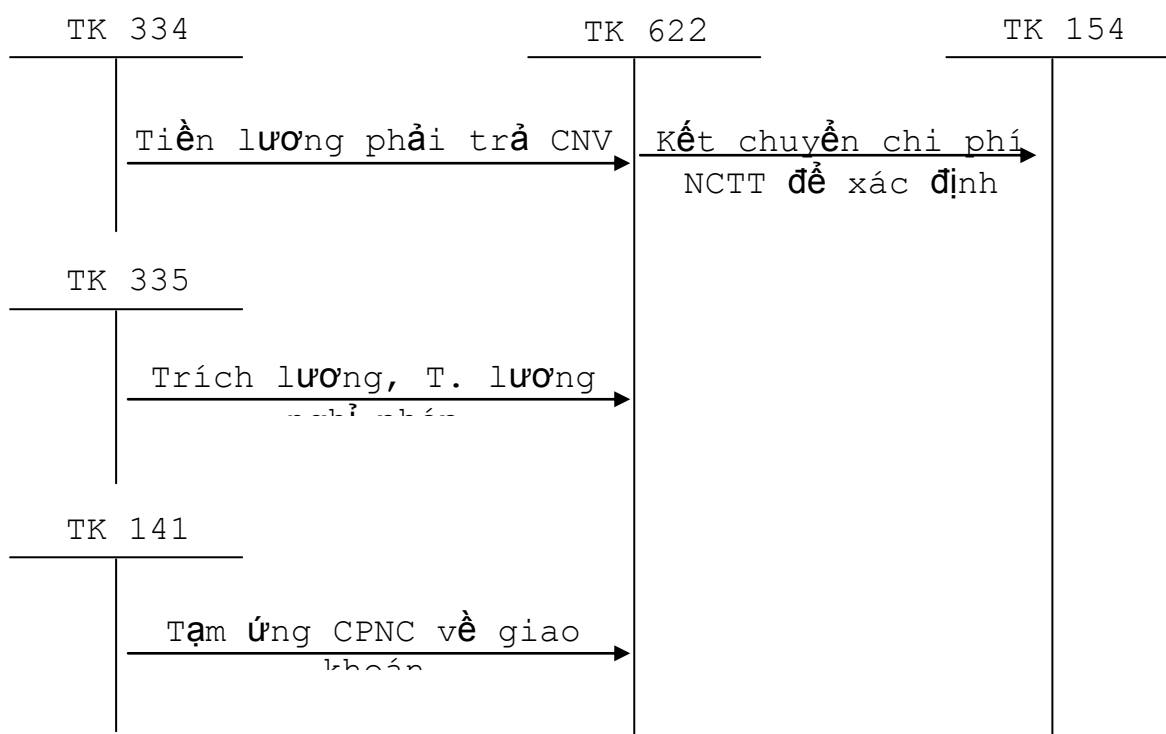 TK 334
TK 622
TK 154
Tiền lương phải trả CNV
Kết chuyển chi phí
NCTT để xác định
TK 335
Trích lương, T. lương
TK 141
Tạm ứng CPNC về giao
khoán